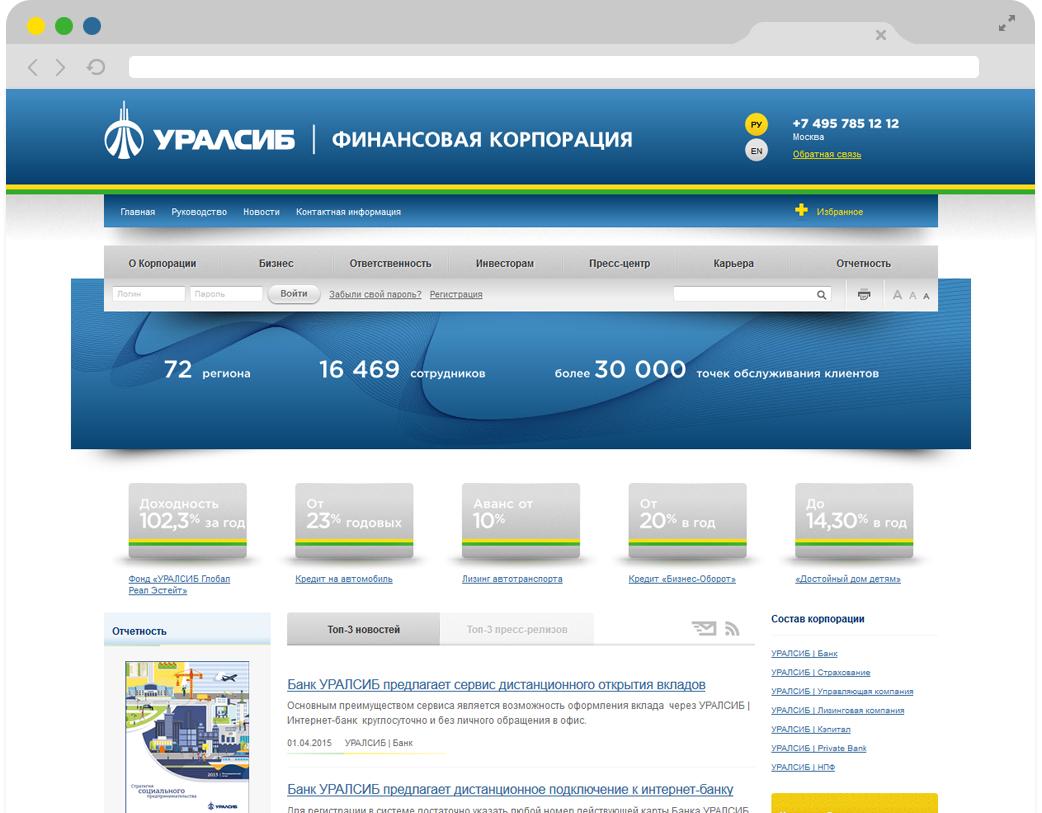 УРАЛСИБ | ФИНАНСОВАЯ КОРПОРАЦИЯ
РУ
EN
+7 495 785 12 12
Москва
Обратная связь
Главная Руководство Новости Контактная информация Избранное
О Корпорации Бизнес Ответственность Инвесторам Пресс-центр Карьера Отчетность
Логин Пароль Войти Забыли свой пароль? Регистрация A A A
72 региона 16 469 сотрудников более 30 000 точек обслуживания клиентов
Доходность
102,3% за год
Фонд «УРАЛСИБ Глобал
Реал Эстейт»
От
23% годовых
Кредит на автомобиль
Аванс от
10%
Лизинг автотранспорта
От
20% в год
Кредит «Бизнес-Оборот»
До
14,30% в год
«Достойный дом детям»
Отчетность
2013
Стратегия
социального
предпринимательства
УРАЛСИБ
Топ-3 новостей Топ-3 пресс-релизов
Банк УРАЛСИБ предлагает сервис дистанционного открытия вкладов
Основным преимуществом сервиса является возможность оформления вклада через УРАЛСИБ |
Интернет-банк круглосуточно и без личного обращения в офис.
01.04.2015 УРАЛСИБ | Банк
Банк УРАЛСИБ предлагает дистанционное подключение к интернет-банку
Для регистрации в системе достаточно указать любой номер действующей карты Банка УРАЛСИБ
Состав корпорации
УРАЛСИБ | Банк
УРАЛСИБ | Страхование
УРАЛСИБ | Управляющая компания
УРАЛСИБ | Лизинговая компания
УРАЛСИБ | Кэпитал
УРАЛСИБ | Private Bank
УРАЛСИБ | НПФ